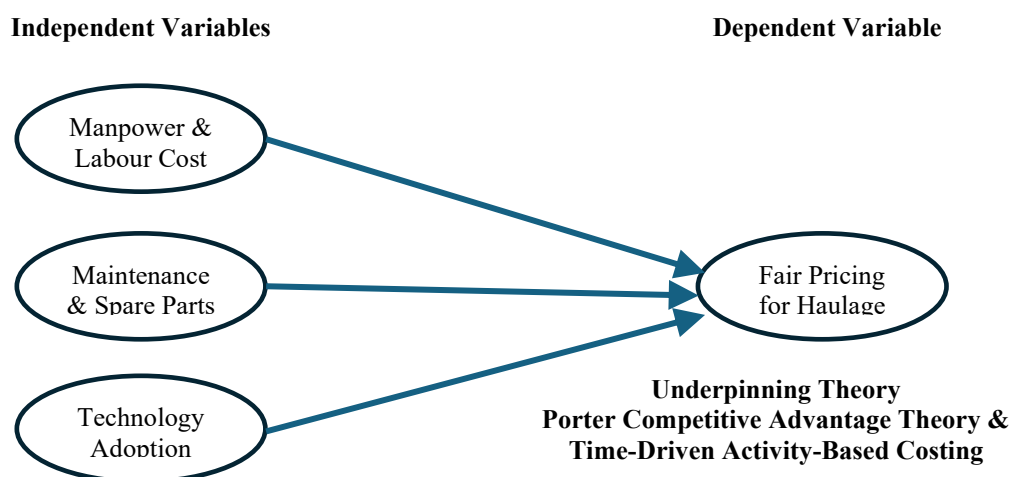 Independent Variables
Dependent Variable
Manpower &
Labour Cost
Maintenance
& Spare Parts
Fair Pricing
for Haulage
Technology
Adoption
Underpinning Theory
Porter Competitive Advantage Theory &
Time-Driven Activity-Based Costing